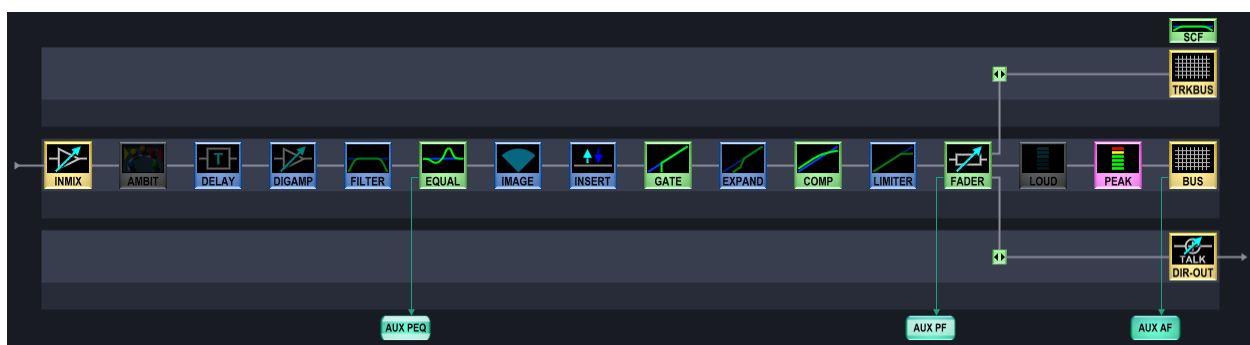 SCF
TRKBUS
INMIX
AMBIT
T
DELAY
DIGAMP
FILTER
EQUAL
IMAGE
INSERT
GATE
EXPAND
COMP
LIMITER
FADER
LOUD
PEAK
BUS
TALK
DIR-OUT
AUX PEQ
AUX PF
AUX AF